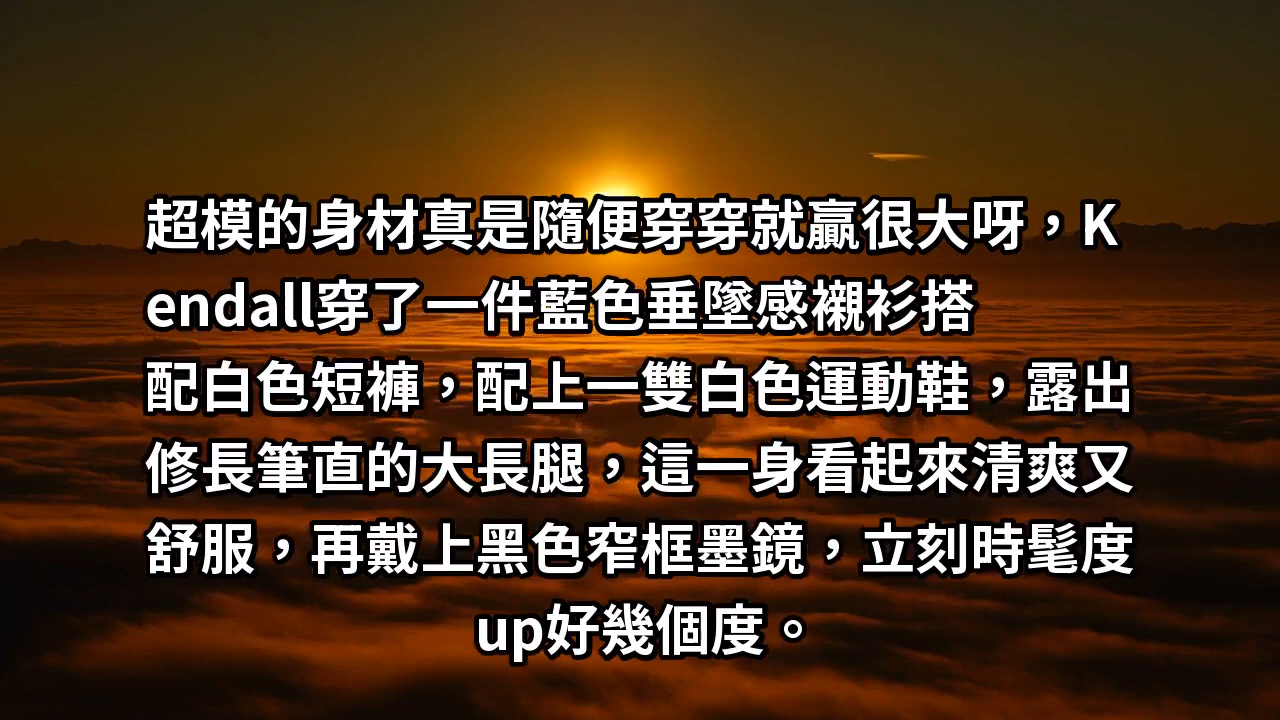 超模的身材真是隨便穿穿就贏很大呀，K
endall穿了一件藍色垂墜感襯衫搭
配白色短褲，配上一雙白色運動鞋，露出
修長筆直的大長腿，這一身看起來清爽又
舒服，再戴上黑色窄框墨鏡，立刻時髦度
up好幾個度。